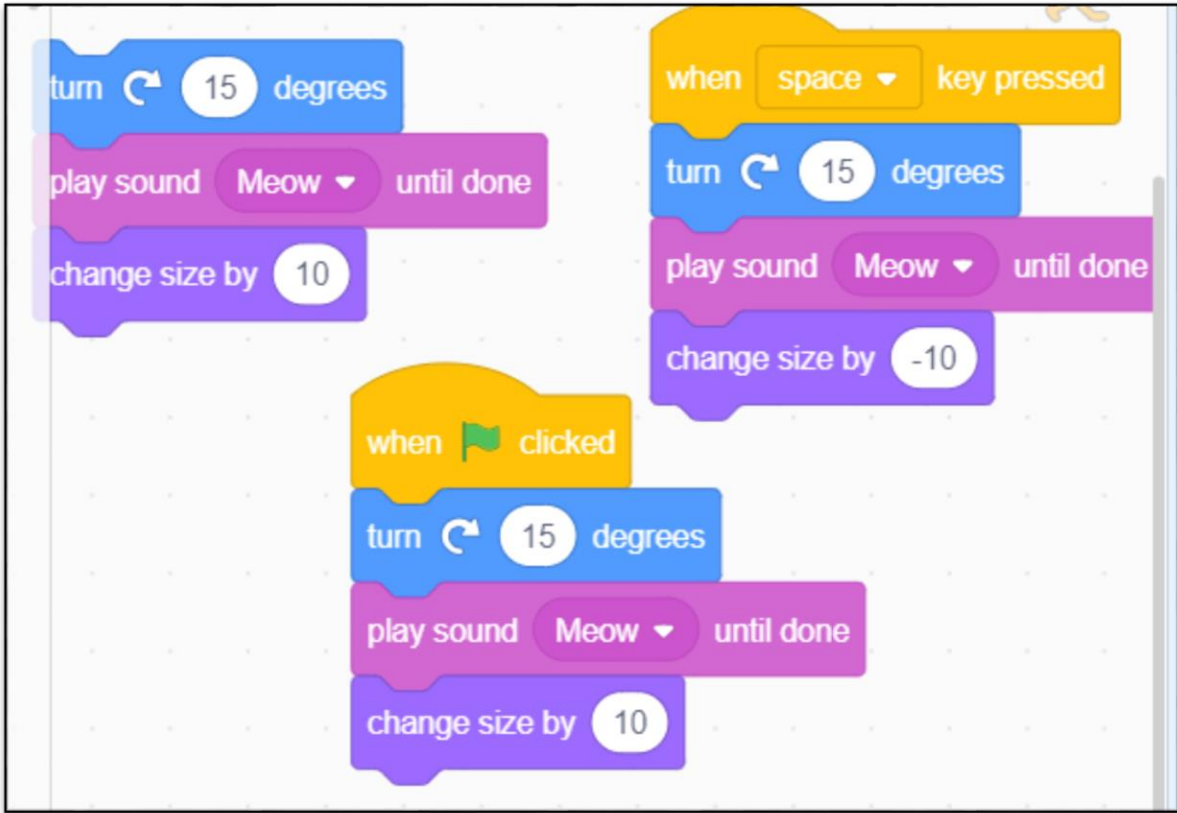 turn 15 degrees
play sound Meow until done
change size by 10
when space key pressed
turn 15 degrees
play sound Meow until done
change size by -10
when clicked
turn 15 degrees
play sound Meow until done
change size by 10